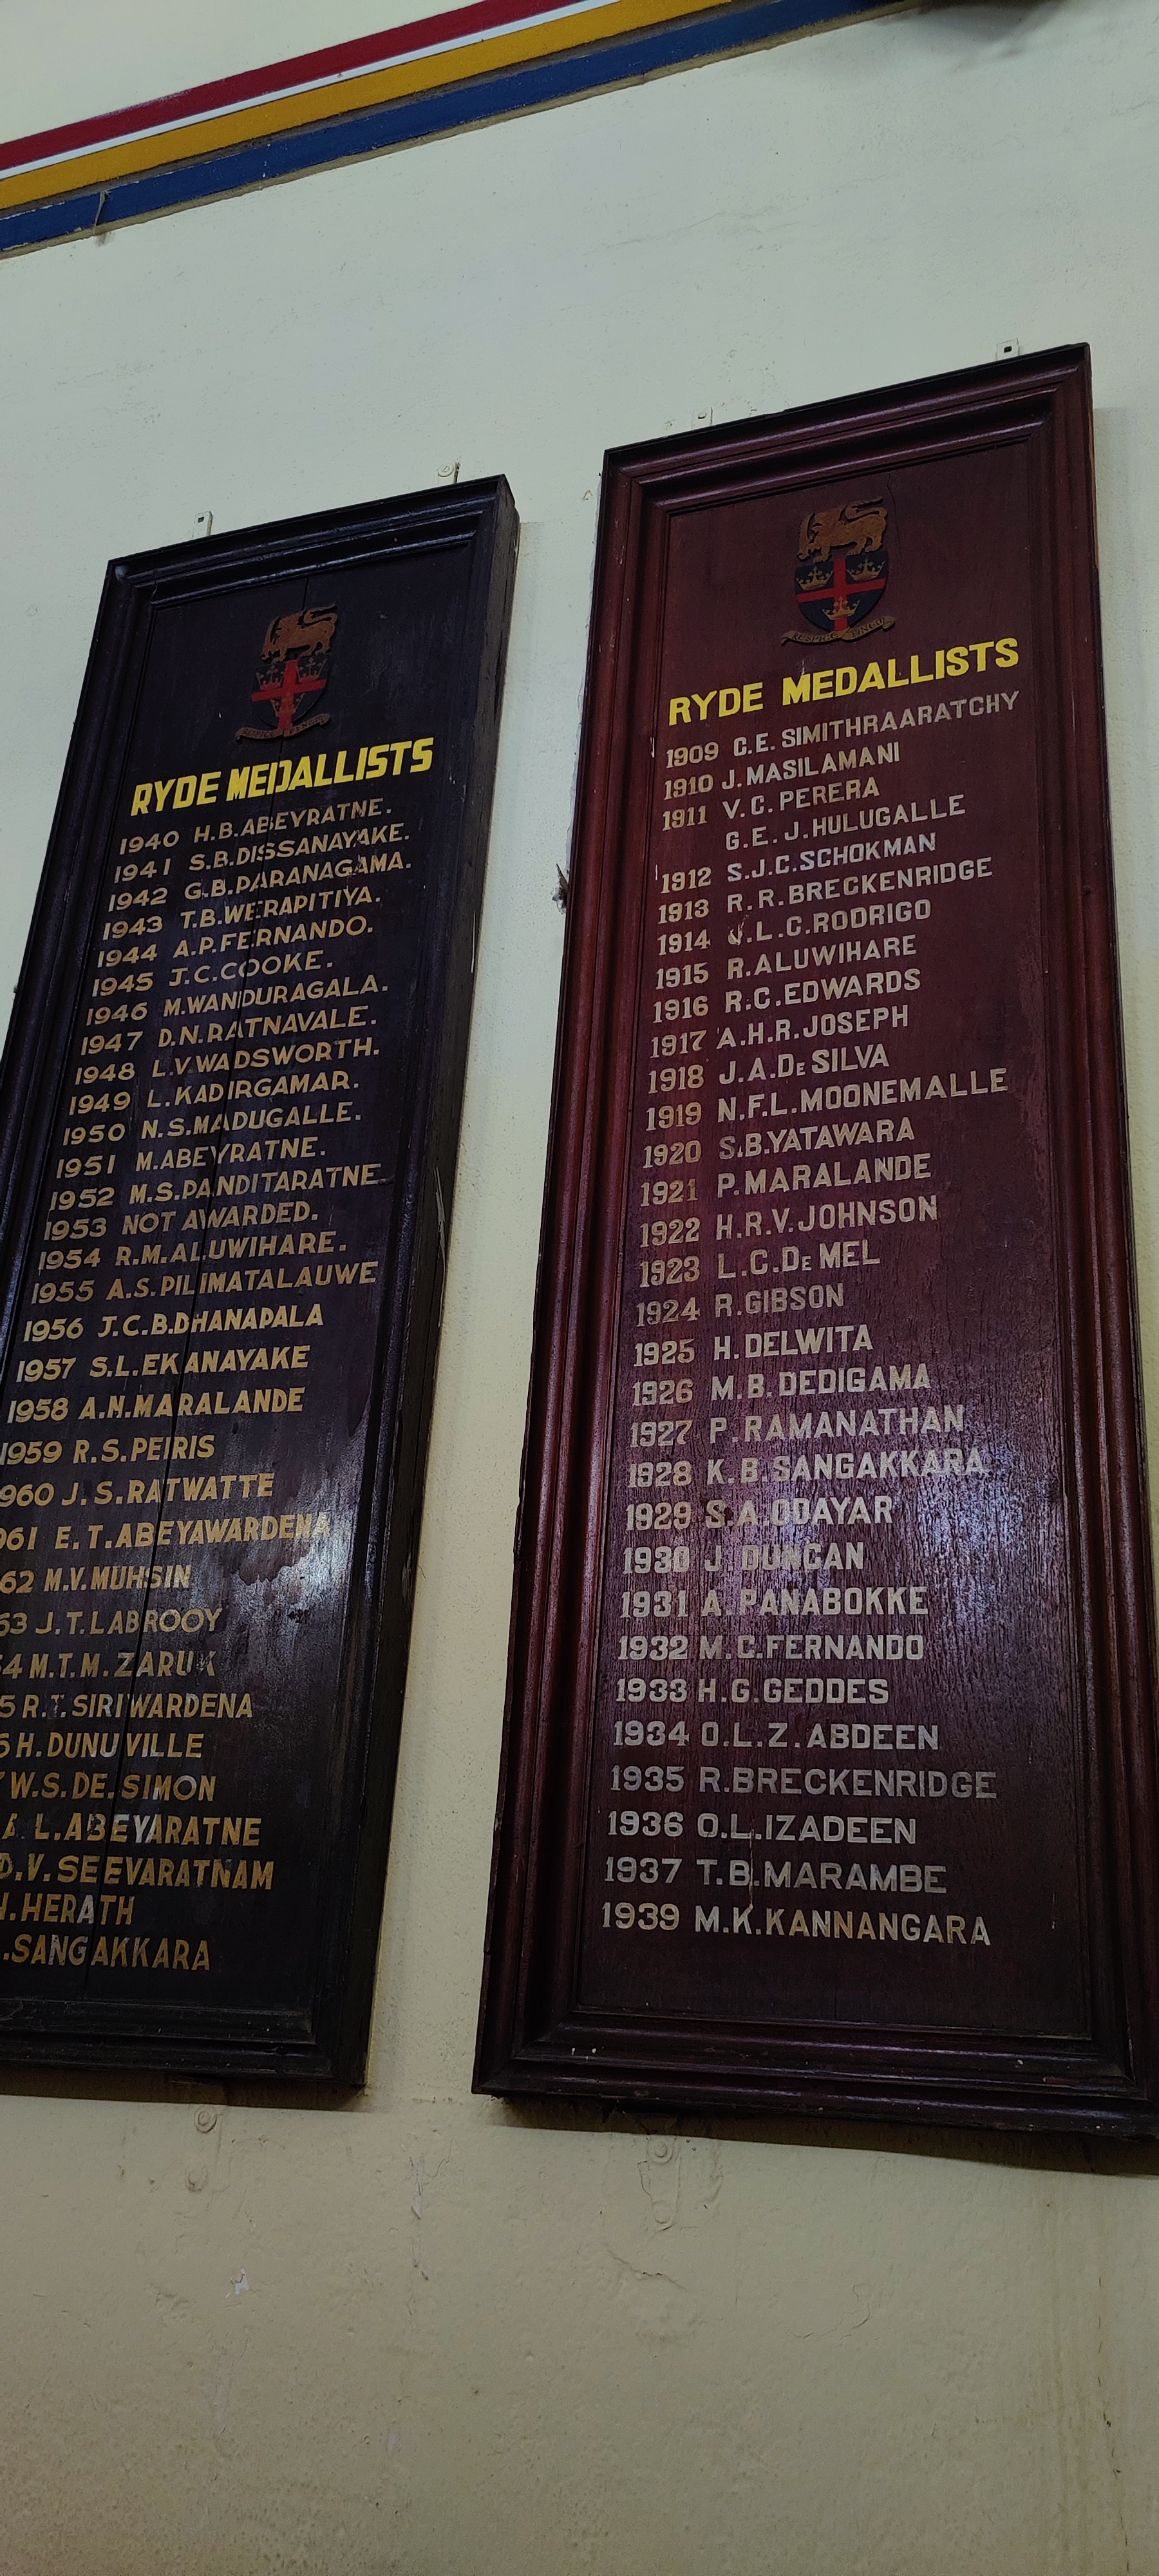 RYDE MEDALLISTS
1940 H.B.ABEYRATNE.
1941 S.B.DISSANAYAKE.
1942 G.B.PARANAGAMA.
1943 T.B.WERAPITIYA.
1944 A.P.FERNANDO.
1945 J.C.COOKE.
1946 M.WANDURAGALA.
1947 D.N.RATNAVALE.
1948 L.V.WADSWORTH.
1949 L.KADIRGAMAR.
1950 N.S.MADUGALLE.
1951 M.ABEYRATNE.
1952 M.S.PANDITARATNE.
1953 NOT AWARDED.
1954 R.M.ALUWIHARE.
1955 A.S.PILIMATALAUWE
1956 J.C.B.DHANAPALA
1957 S.L.EKANAYAKE
1958 A.N.MARALANDE
1959 R.S.PEIRIS
960 J.S.RATWATTE
961 E.T.ABEYAWARDENA
62 M.V.MUHSIN
63 J.T.LABROOY
4 M.T.M.ZARUK
5 R.T.SIRIWARDENA
6 H.DUNUVILLE
7 W.S.DE.SIMON
A.L.ABEYARATNE
D.V.SEEVARATNAM
.HERATH
.SANGAKKARA
RESPICE FINEM
RYDE MEDALLISTS
1909 C.E. SIMITHRAARATCHY
1910 J.MASILAMANI
1911 V.C.PERERA
G.E.J.HULUGALLE
1912 S.J.C.SCHOKMAN
1913 R.R.BRECKENRIDGE
1914 J.L.C.RODRIGO
1915 R.ALUWIHARE
1916 R.C.EDWARDS
1917 A.H.R.JOSEPH
1918 J.A.De SILVA
1919 N.F.L.MOONEMALLE
1920 S.B.YATAWARA
1921 P.MARALANDE
1922 H.R.V.JOHNSON
1923 L.C.De MEL
1924 R.GIBSON
1925 H.DELWITA
1926 M.B.DEDIGAMA
1927 P.RAMANATHAN
1928 K.B.SANGAKKARA
1929 S.A.ODAYAR
1930 J.DUNCAN
1931 A.PANABOKKE
1932 M.C.FERNANDO
1933 H.G.GEDDES
1934 O.L.Z.ABDEEN
1935 R.BRECKENRIDGE
1936 O.L.IZADEEN
1937 T.B.MARAMBE
1939 M.K.KANNANGARA